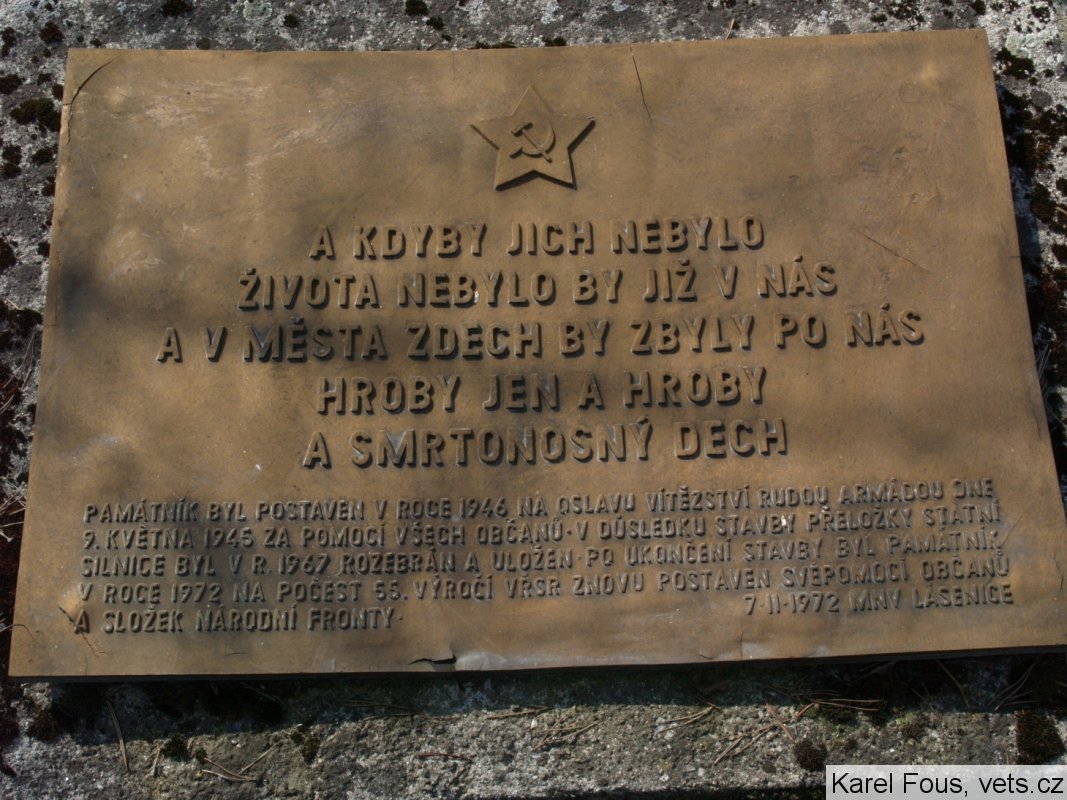 A KDYBY JICH NEBYLO
ŽIVOTA NEBYLO BY JIŽ V NÁS
A V MĚSTA ZDECH BY ZBYLY PO NÁS
HROBY JEN A HROBY
A SMRTONOSNÝ DECH
PAMÁTNÍK BYL POSTAVEN V ROCE 1946 NA OSLAVU VÍTĚZSTVÍ RUDOU ARMÁDOU DNE
9. KVĚTNA 1945 ZA POMOCÍ VŠECH OBČANŮ · V DŮSLEDKU STAVBY PŘELOŽKY STÁTNÍ
SILNICE BYL V R. 1967 ROZEBRÁN A ULOŽEN · PO UKONČENÍ STAVBY BYL PAMÁTNÍK
V ROCE 1972 NA POČEST 55. VÝROČÍ VŘSR ZNOVU POSTAVEN SVÉPOMOCÍ OBČANŮ
A SLOŽEK NÁRODNÍ FRONTY · 7·11·1972 MNV LÁSENICE
Karel Fous, vets.cz